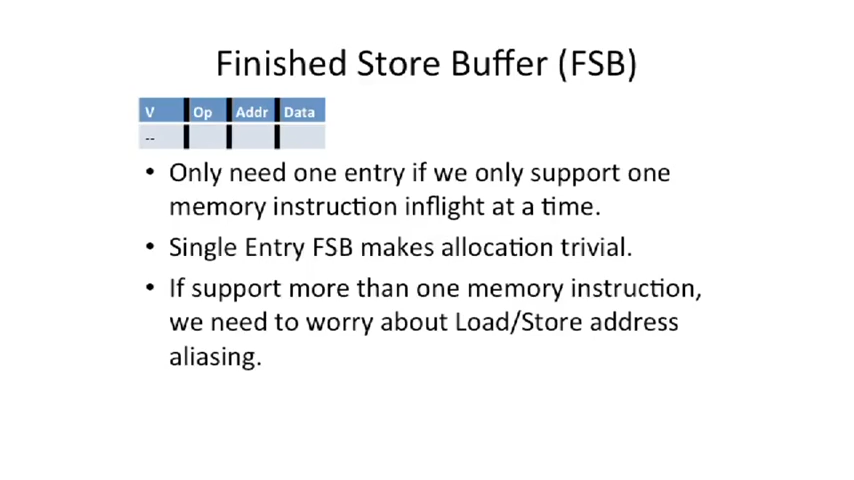 Finished Store Buffer (FSB)
V Op Addr Data
--
• Only need one entry if we only support one
memory instruction inflight at a time.
• Single Entry FSB makes allocation trivial.
• If support more than one memory instruction,
we need to worry about Load/Store address
aliasing.